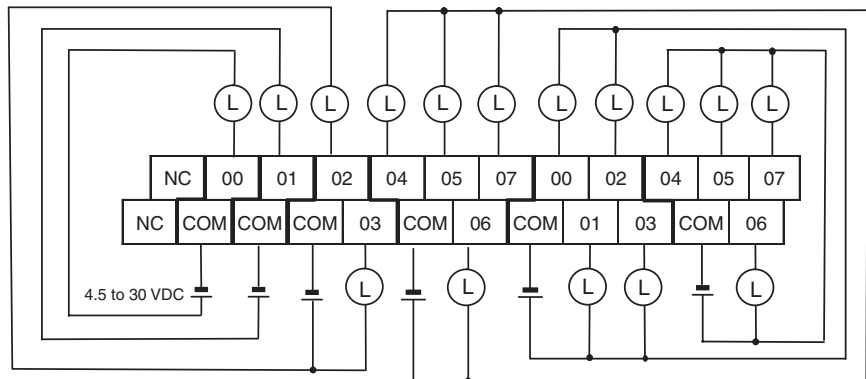 L L L L L L L L L L L
NC 00 01 02 04 05 07 00 02 04 05 07
NC COM COM COM 03 COM 06 COM 01 03 COM 06
4.5 to 30 VDC
L L L L L